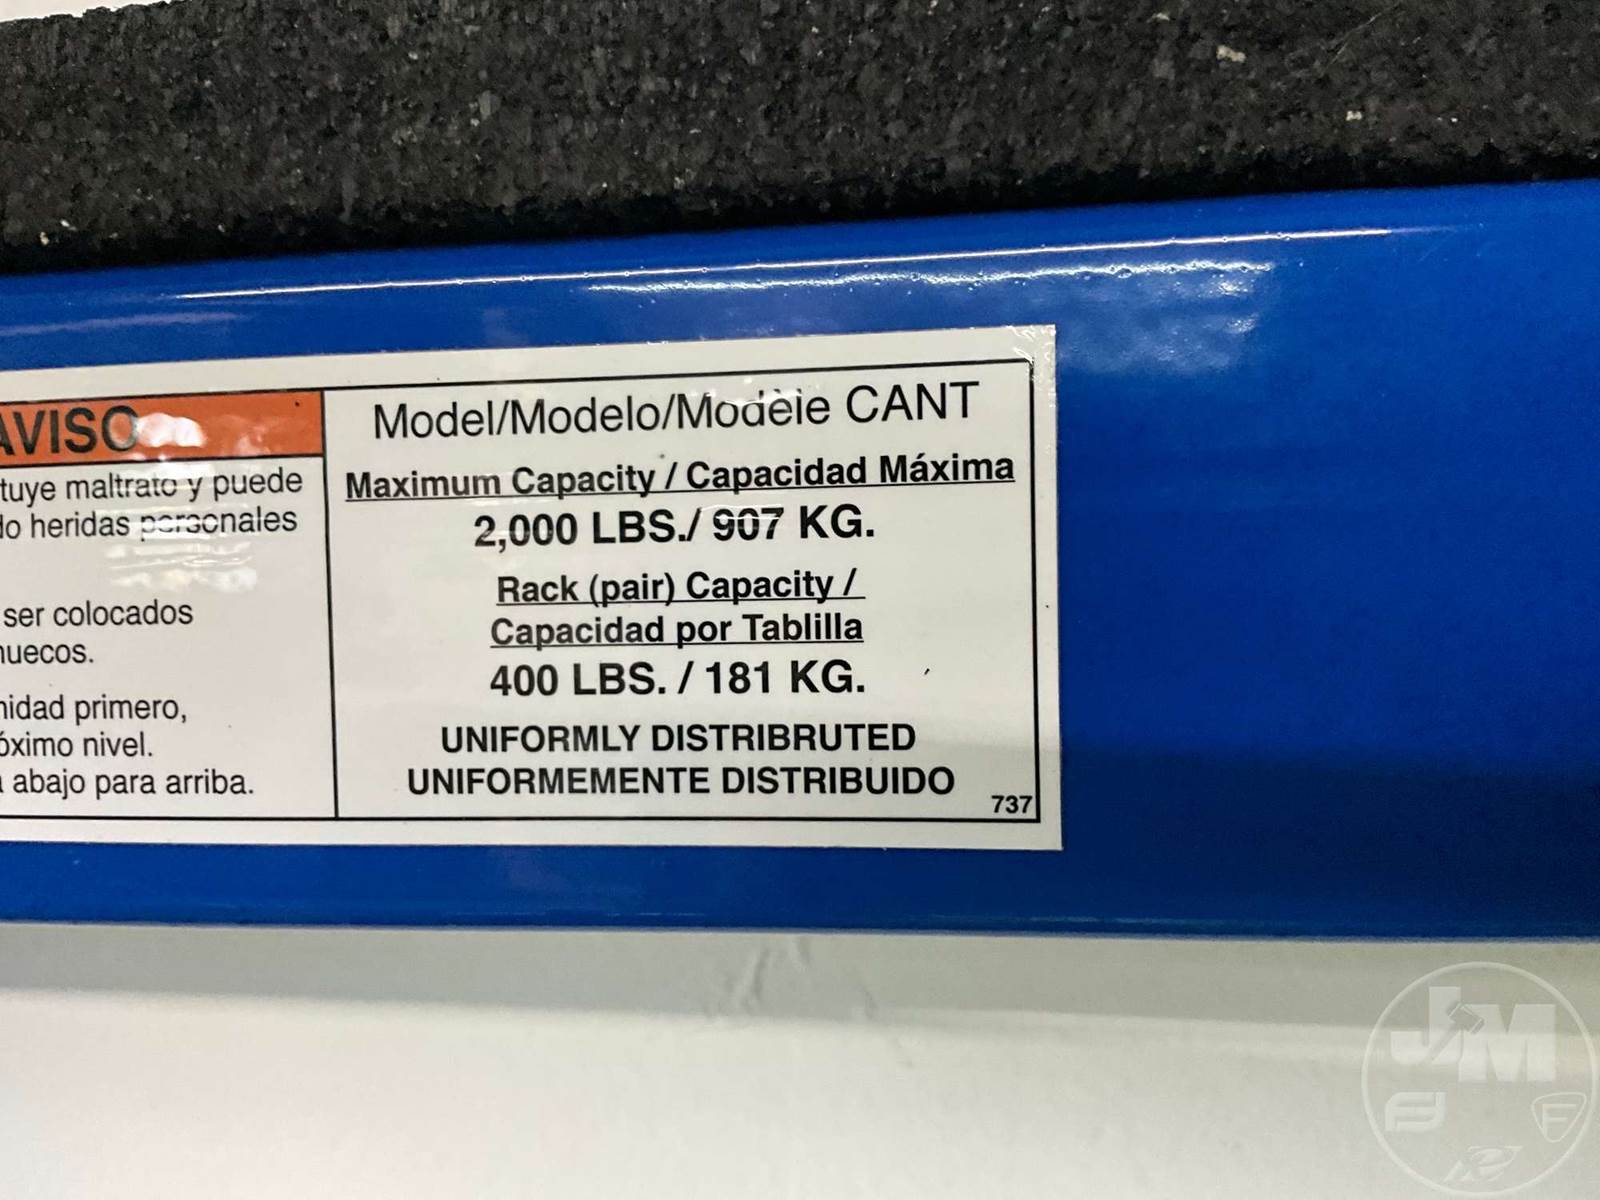 AVISO
tuye maltrato y puede
do heridas personales
ser colocados
huecos.
nidad primero,
óximo nivel.
abajo para arriba.
Model/Modelo/Modèle CANT
Maximum Capacity / Capacidad Máxima
2,000 LBS./ 907 KG.
Rack (pair) Capacity /
Capacidad por Tablilla
400 LBS. / 181 KG.
UNIFORMLY DISTRIBRUTED
UNIFORMEMENTE DISTRIBUIDO
737
JM
F